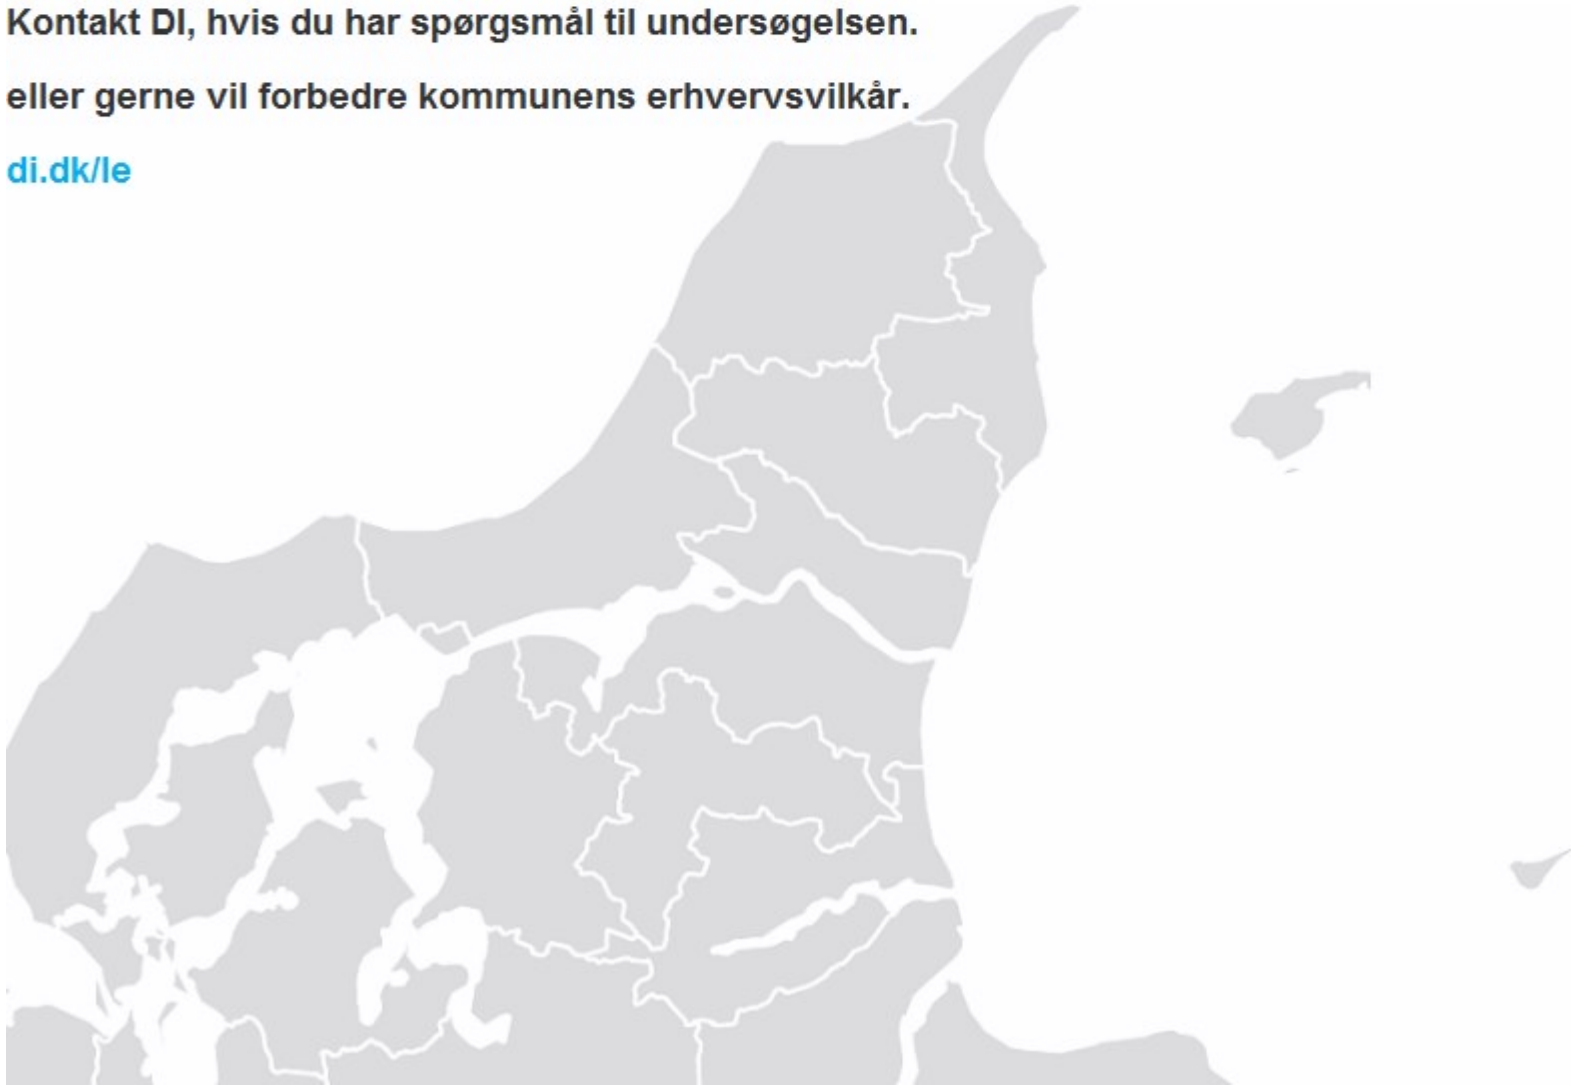 Kontakt DI, hvis du har spørgsmål til undersøgelsen.
eller gerne vil forbedre kommunens erhvervsvilkår.
di.dk/le